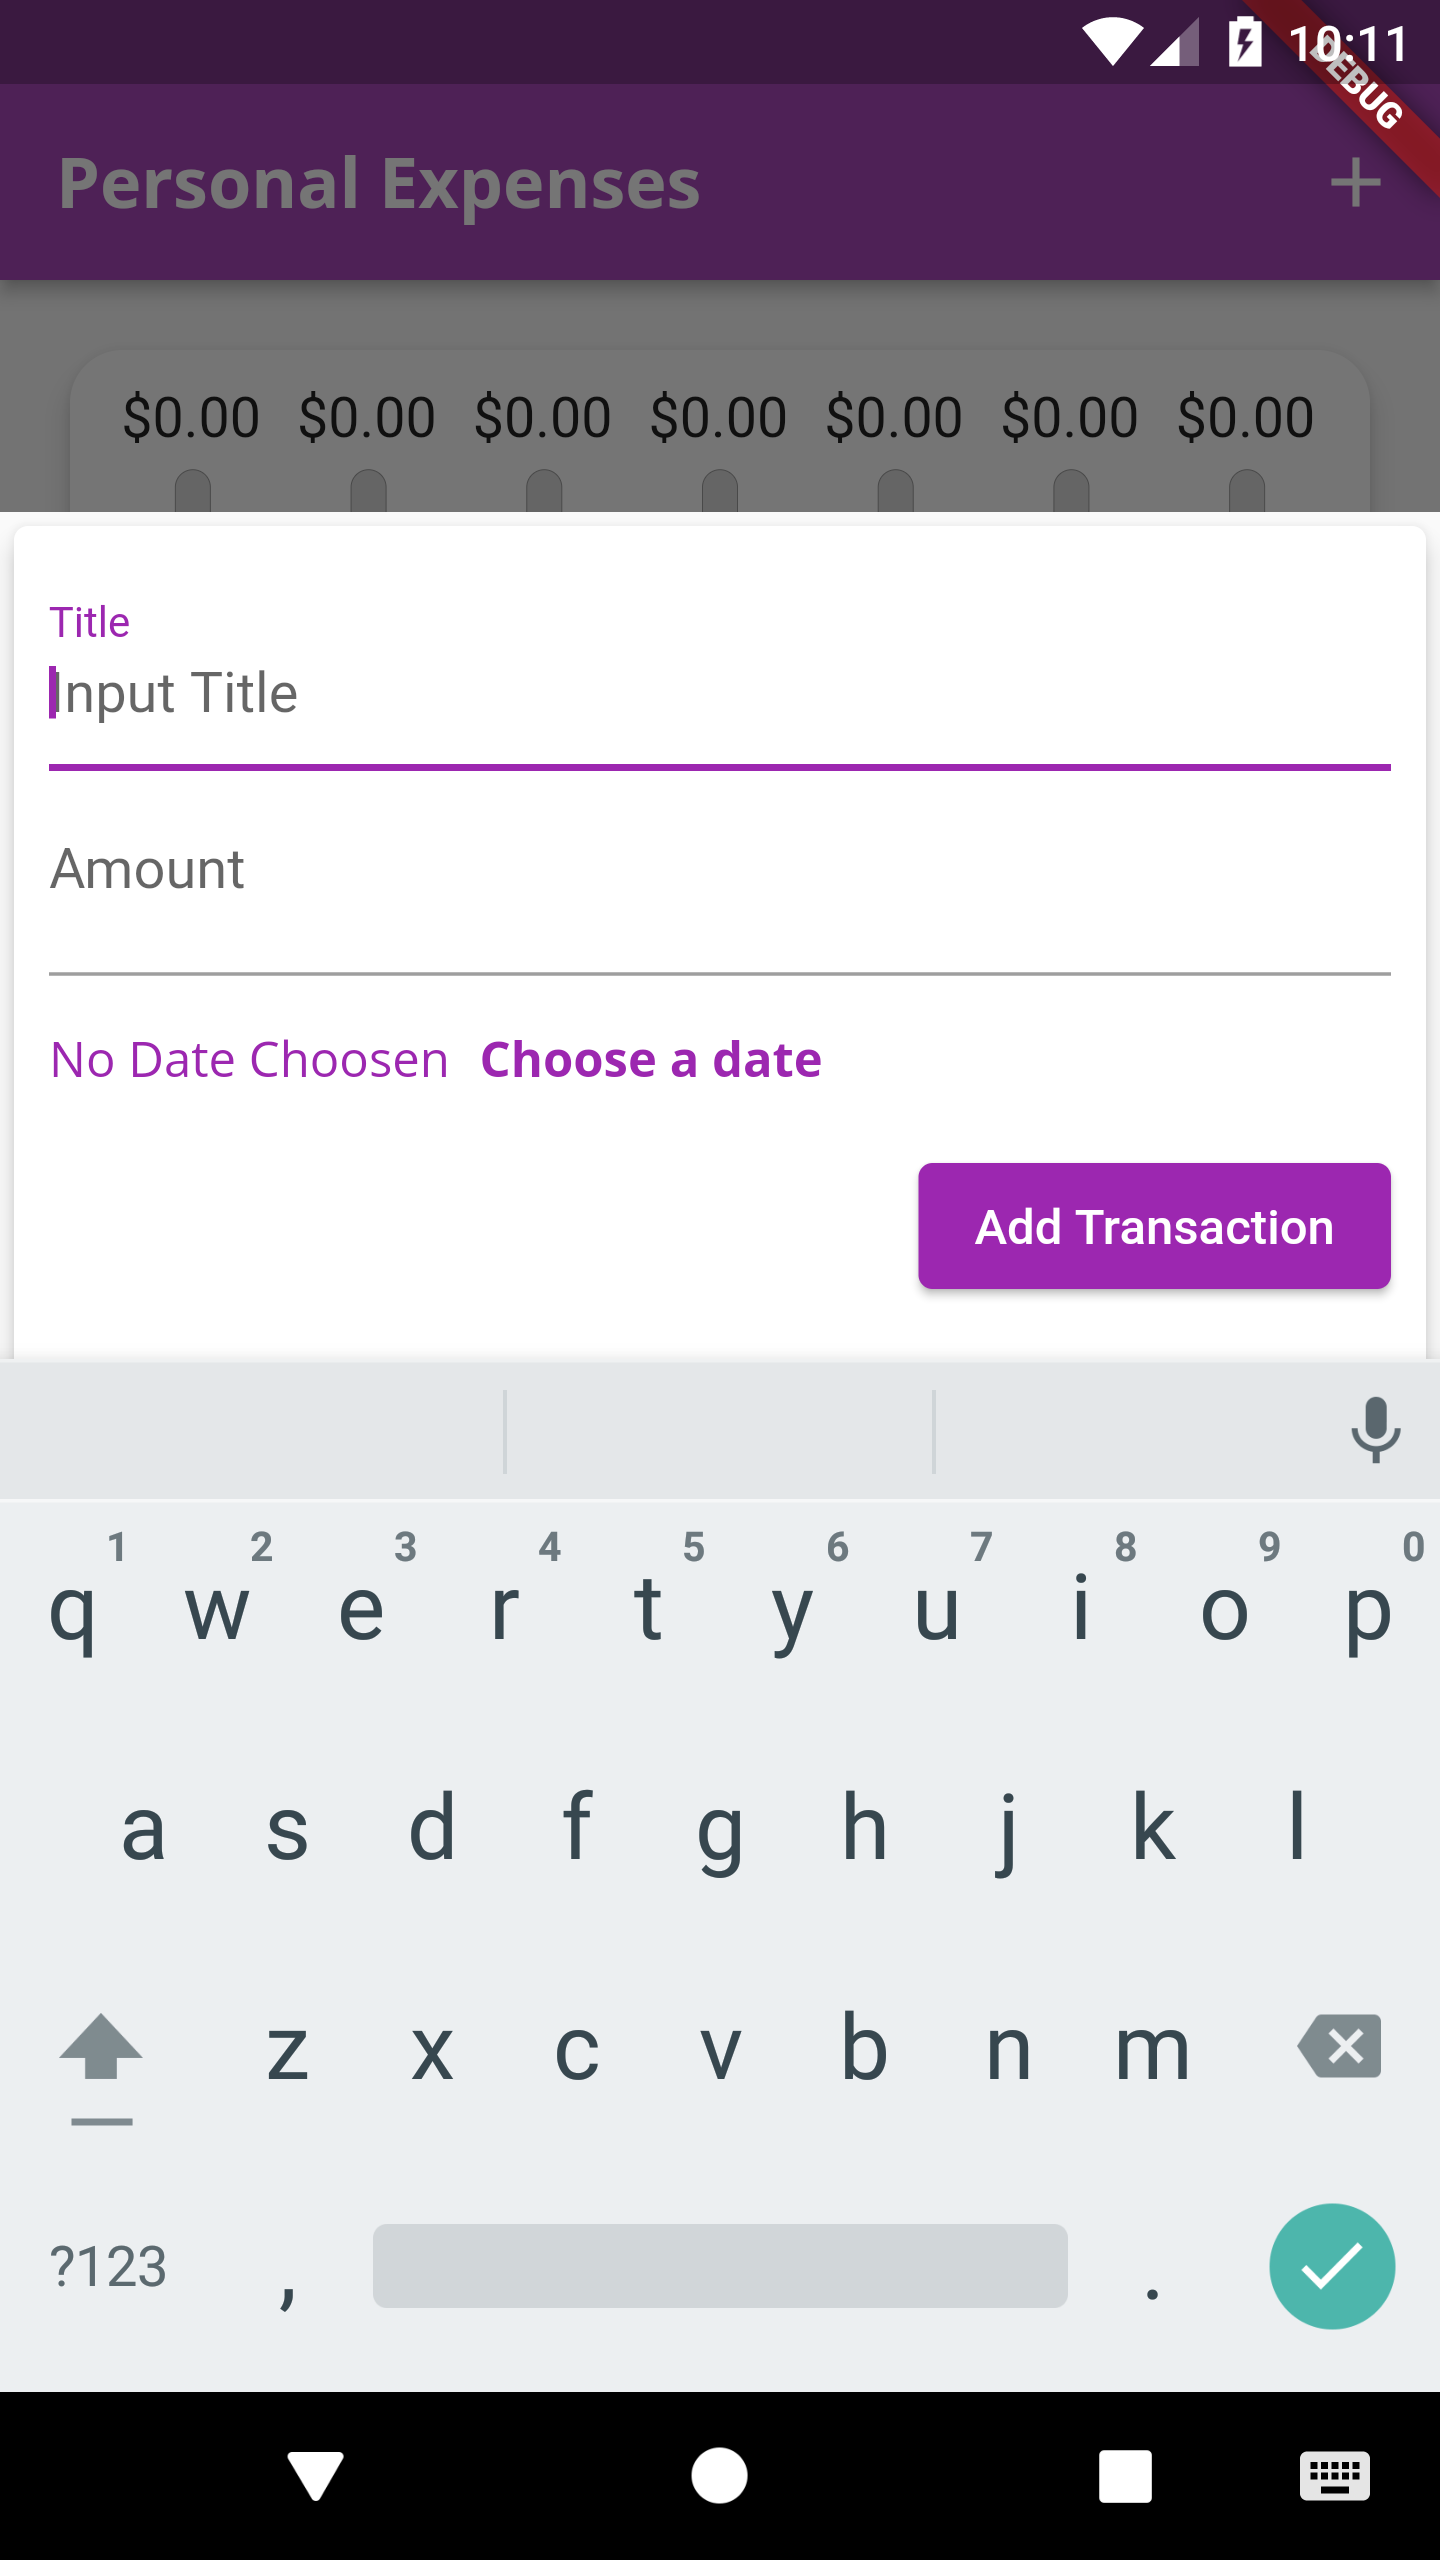 10:11
DEBUG
Personal Expenses
$0.00 $0.00 $0.00 $0.00 $0.00 $0.00 $0.00
Title
Input Title
Amount
No Date Choosen Choose a date
Add Transaction
1 2 3 4 5 6 7 8 9 0
q w e r t y u i o p
a s d f g h j k l
z x c v b n m
?123 , .